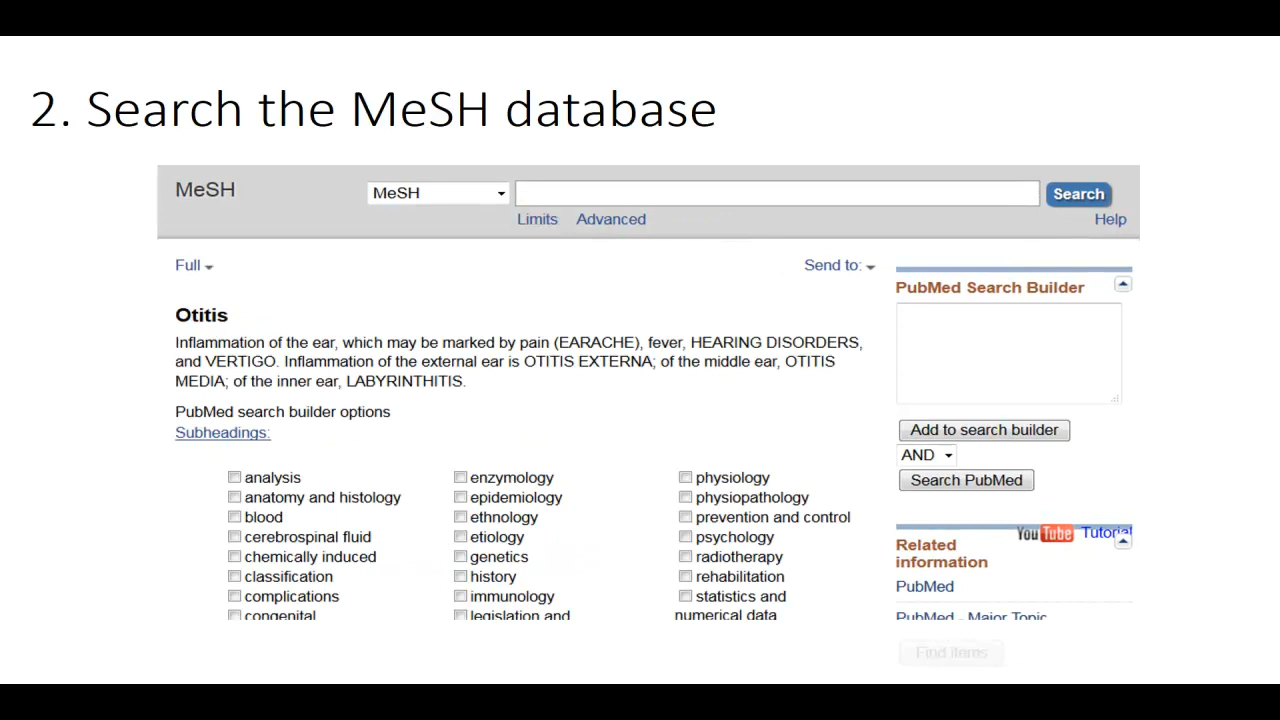 2. Search the MeSH database
MeSH
MeSH
Search
Limits Advanced
Help
Full
Send to:
Otitis
Inflammation of the ear, which may be marked by pain (EARACHE), fever, HEARING DISORDERS,
and VERTIGO. Inflammation of the external ear is OTITIS EXTERNA; of the middle ear, OTITIS
MEDIA; of the inner ear, LABYRINTHITIS.
PubMed search builder options
Subheadings:
analysis
anatomy and histology
blood
cerebrospinal fluid
chemically induced
classification
complications
congenital
enzymology
epidemiology
ethnology
etiology
genetics
history
immunology
legislation and
physiology
physiopathology
prevention and control
psychology
radiotherapy
rehabilitation
statistics and
numerical data
PubMed Search Builder
Add to search builder
AND
Search PubMed
YouTube Tutorial
Related
information
PubMed
PubMed - Major Topic
Find items